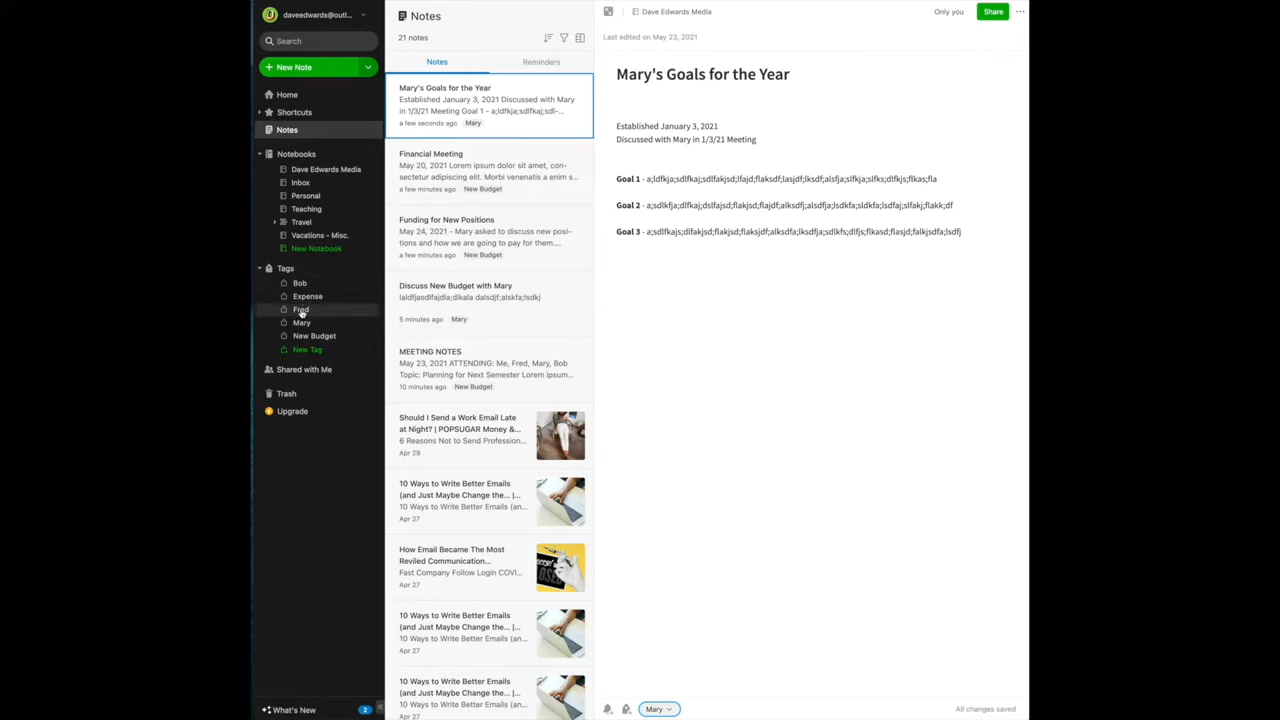 daveedwards@outl...
Search
New Note
Home
Shortcuts
Notes
Notebooks
Dave Edwards Media
Inbox
Personal
Teaching
Travel
Vacations - Misc.
New Notebook
Tags
Bob
Expense
Fred
Mary
New Budget
New Tag
Shared with Me
Trash
Upgrade
What's New
2
Notes
21 notes
Notes
Reminders
Mary's Goals for the Year
Established January 3, 2021 Discussed with Mary
in 1/3/21 Meeting Goal 1 - a;ldfkja;sdlfkaj;sdl-...
a few seconds ago Mary
Financial Meeting
May 20, 2021 Lorem ipsum dolor sit amet, con-
sectetur adipiscing elit. Morbi venenatis a enim s...
a few minutes ago New Budget
Funding for New Positions
May 24, 2021 - Mary asked to discuss new posi-
tions and how we are going to pay for them....
a few minutes ago New Budget
Discuss New Budget with Mary
laldfjasdlfajdla;dlkala dalsdjf;alskfa;lsdkj
5 minutes ago Mary
MEETING NOTES
May 23, 2021 ATTENDING: Me, Fred, Mary, Bob
Topic: Planning for Next Semester Lorem ipsum...
10 minutes ago New Budget
Should I Send a Work Email Late
at Night? | POPSUGAR Money &...
6 Reasons Not to Send Profession...
Apr 29
10 Ways to Write Better Emails
(and Just Maybe Change the... |...
10 Ways to Write Better Emails (an...
Apr 27
How Email Became The Most
Reviled Communication...
Fast Company Follow Login COVI...
Apr 27
10 Ways to Write Better Emails
(and Just Maybe Change the... |...
10 Ways to Write Better Emails (an...
Apr 27
10 Ways to Write Better Emails
(and Just Maybe Change the... |...
10 Ways to Write Better Emails (an...
Apr 27
Dave Edwards Media
Only you
Share
Last edited on May 23, 2021
Mary's Goals for the Year
Established January 3, 2021
Discussed with Mary in 1/3/21 Meeting
Goal 1 - a;ldfkja;sdlfkaj;sdlfakjsd;lfajd;flaksdf;lasjdf;lksdf;alsfja;slfkja;slfks;dlfkjs;flkas;fla
Goal 2 - a;sdlkfja;dlfkaj;dslfajsd;flakjsd;flajdf;alksdfj;alsdfja;lsdkfa;sldkfa;lsdfaj;slfakj;flakk;df
Goal 3 - a;sdlfkajs;dlfakjsd;flakjsd;flaksjdf;alksdfa;lksdfja;sdlkfs;dlfjs;flkasd;flasjd;falkjsdfa;lsdfj
Mary
All changes saved